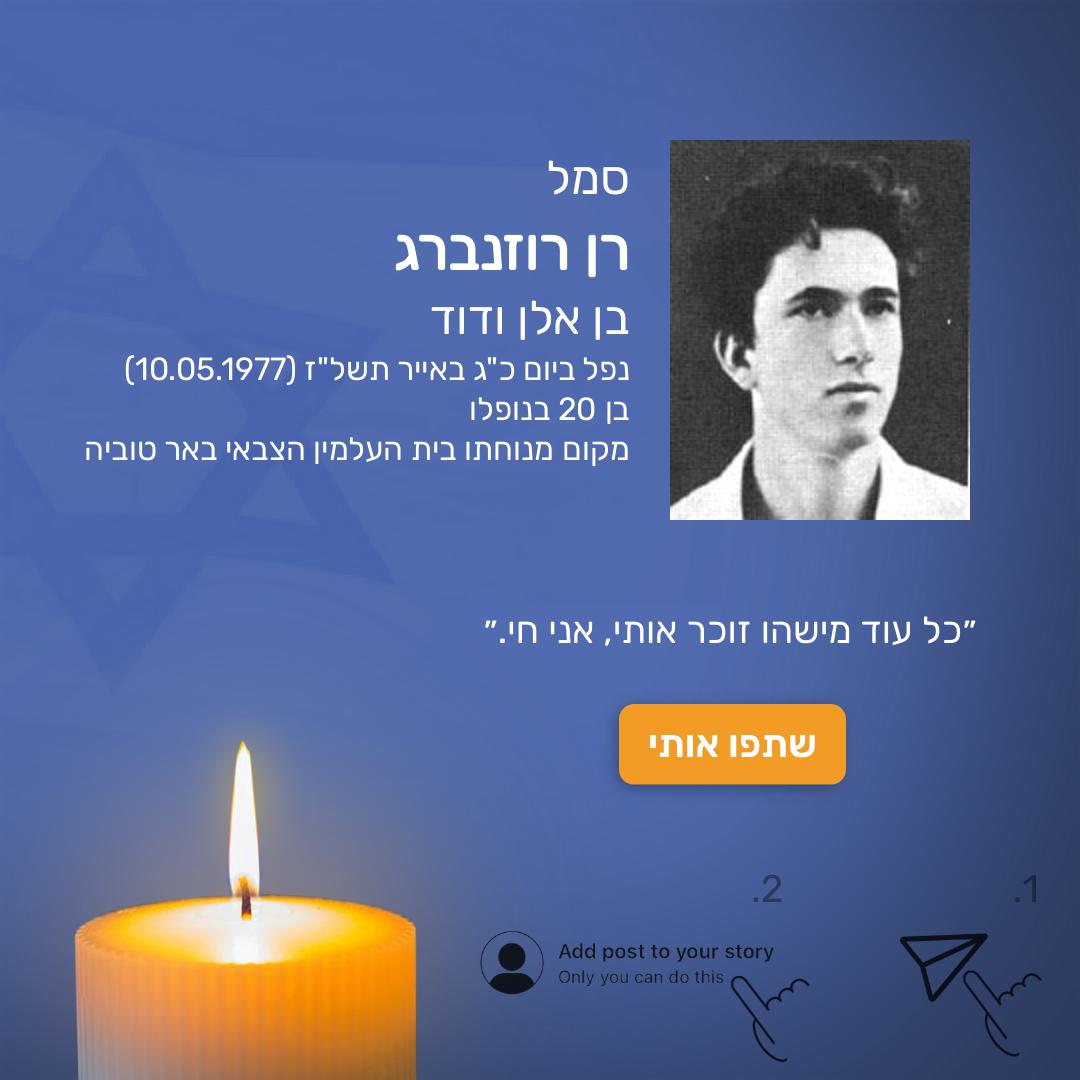 סמל
רן רוזנברג
בן אלן ודוד
נפל ביום כ"ג באייר תשל"ז (10.05.1977)
בן 20 בנופלו
מקום מנוחתו בית העלמין הצבאי באר טוביה
״כל עוד מישהו זוכר אותי, אני חי.״
שתפו אותי
1.
2.
Add post to your story
Only you can do this